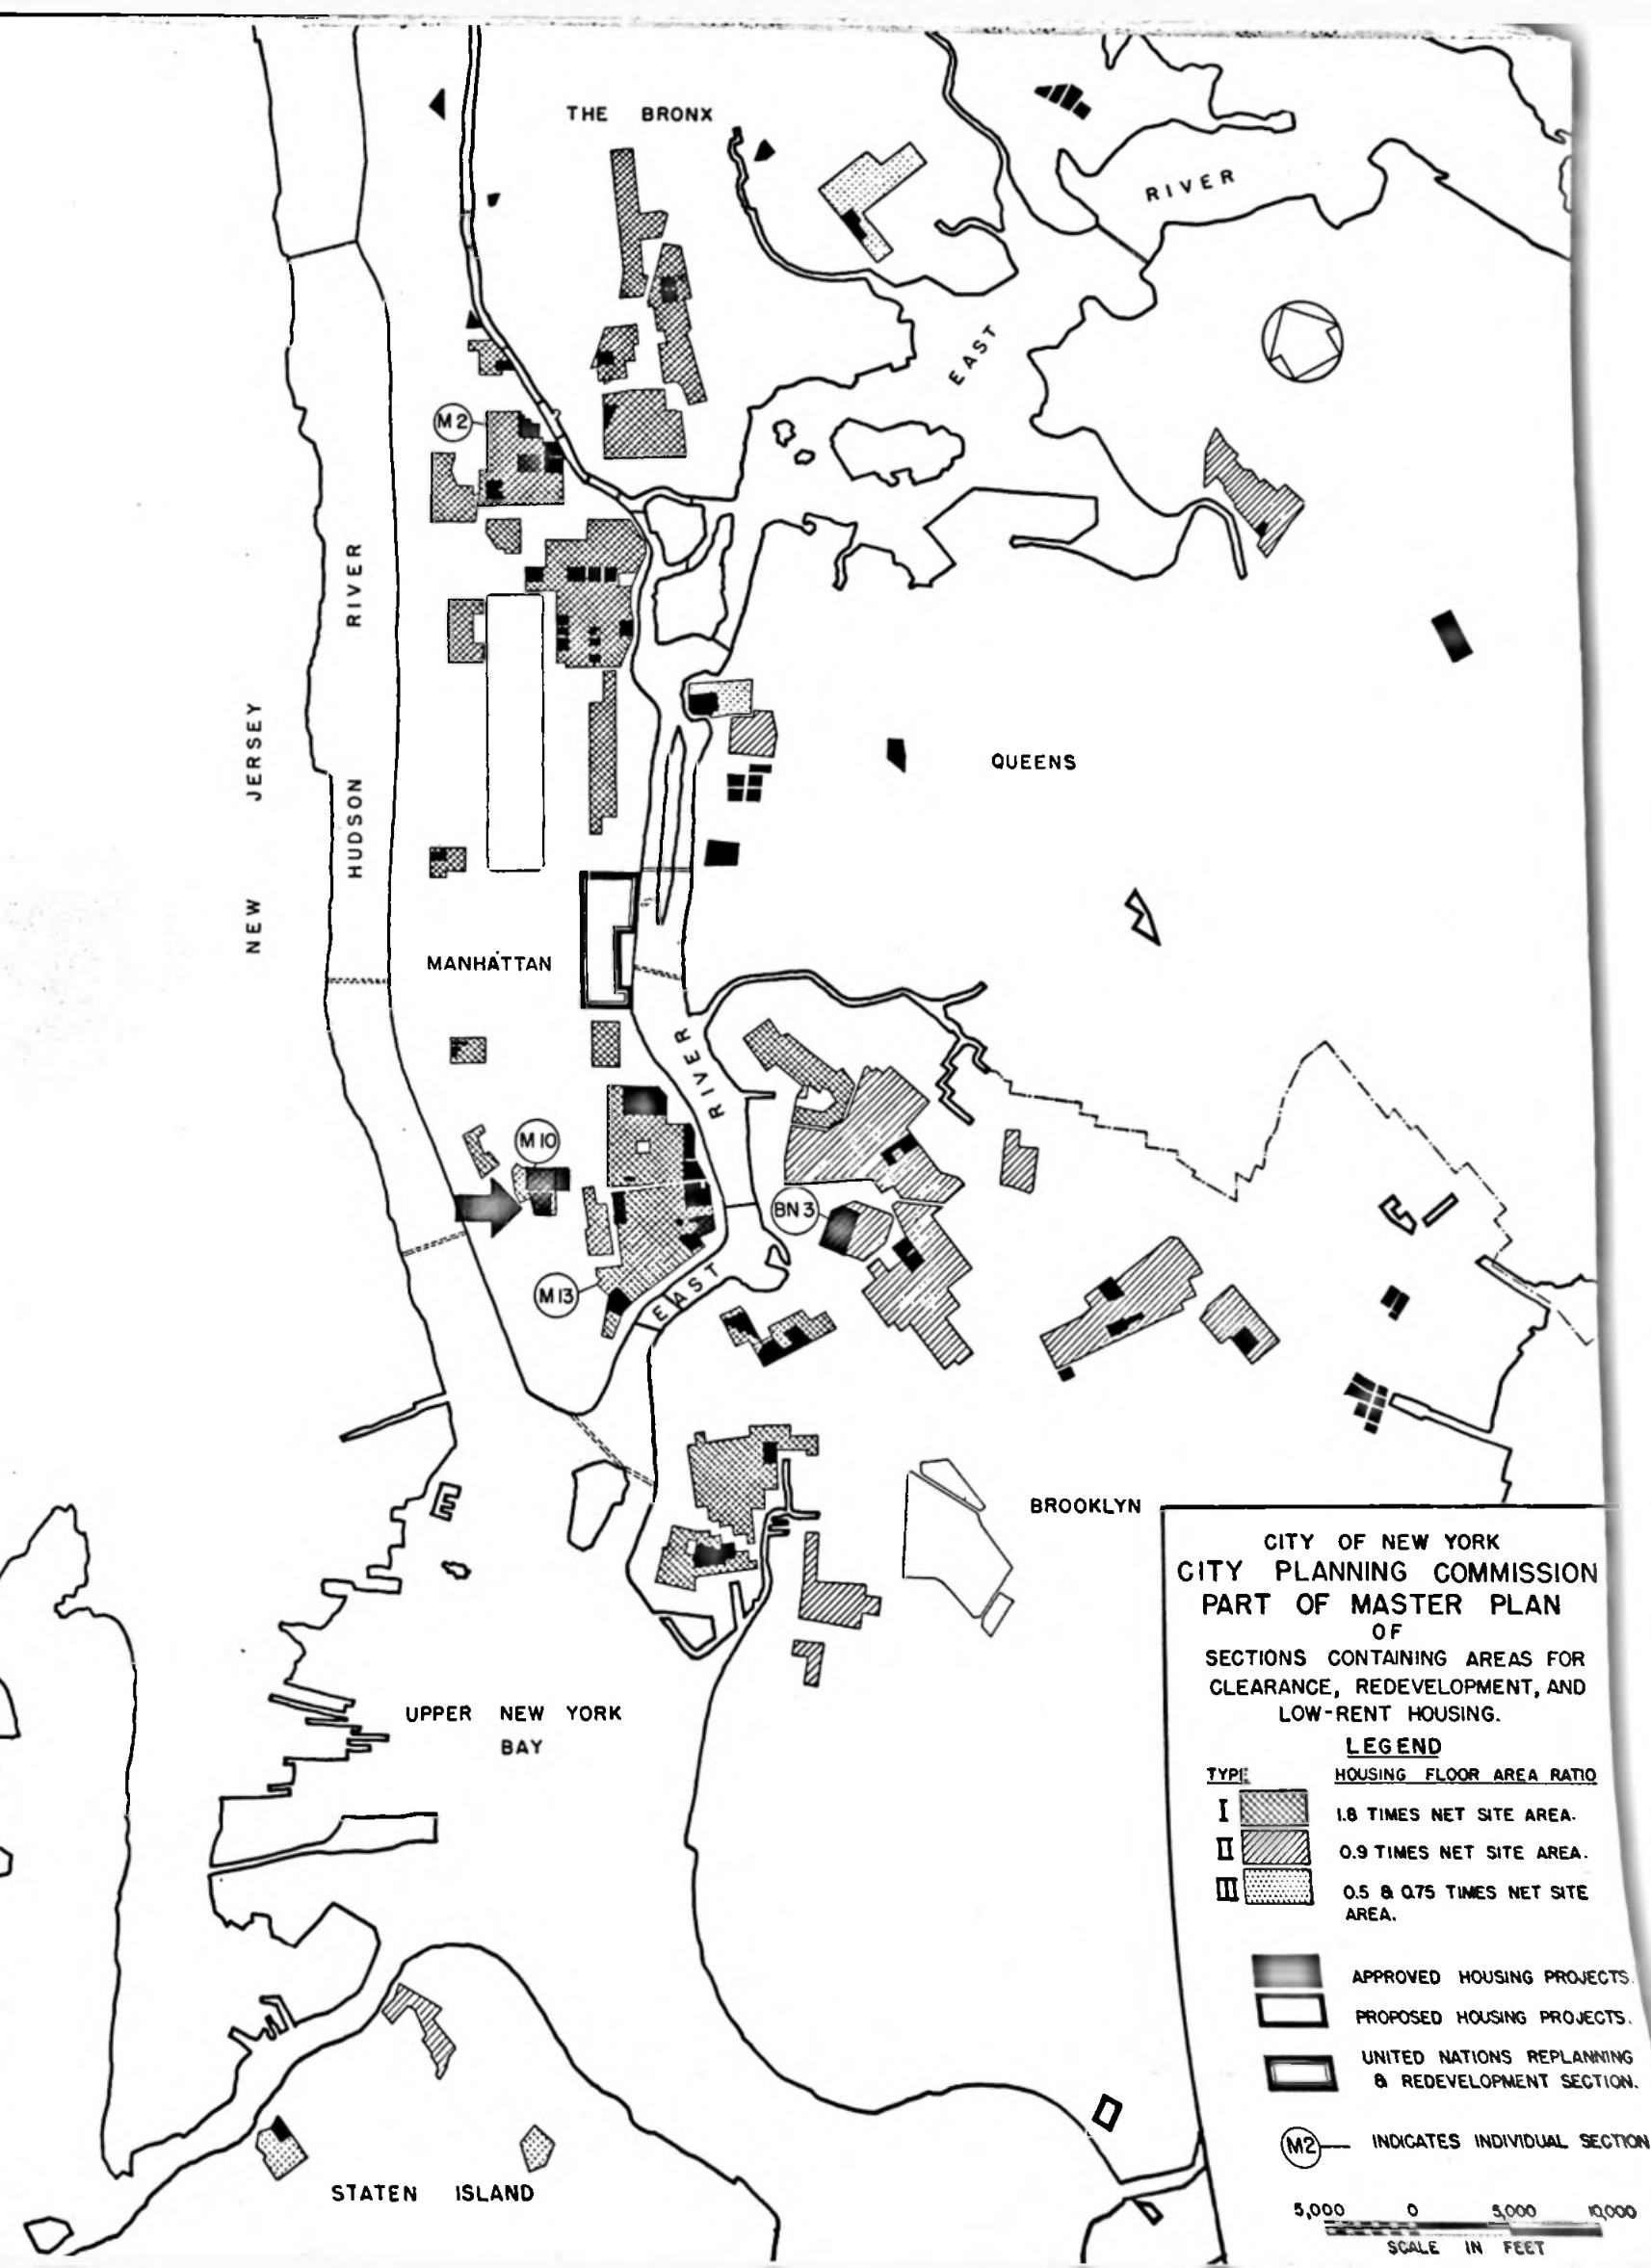 THE BRONX
RIVER
EAST
M2
HUDSON RIVER
NEW JERSEY
QUEENS
MANHATTAN
RIVER
M10
BN 3
M13
EAST
BROOKLYN
UPPER NEW YORK
BAY
STATEN ISLAND
CITY OF NEW YORK
CITY PLANNING COMMISSION
PART OF MASTER PLAN
OF
SECTIONS CONTAINING AREAS FOR
CLEARANCE, REDEVELOPMENT, AND
LOW-RENT HOUSING.
LEGEND
TYPE HOUSING FLOOR AREA RATIO
I 1.8 TIMES NET SITE AREA.
II 0.9 TIMES NET SITE AREA.
III 0.5 & 0.75 TIMES NET SITE
AREA.
APPROVED HOUSING PROJECTS.
PROPOSED HOUSING PROJECTS.
UNITED NATIONS REPLANNING
& REDEVELOPMENT SECTION.
M2 INDICATES INDIVIDUAL SECTION
5,000 0 5,000 10,000
SCALE IN FEET